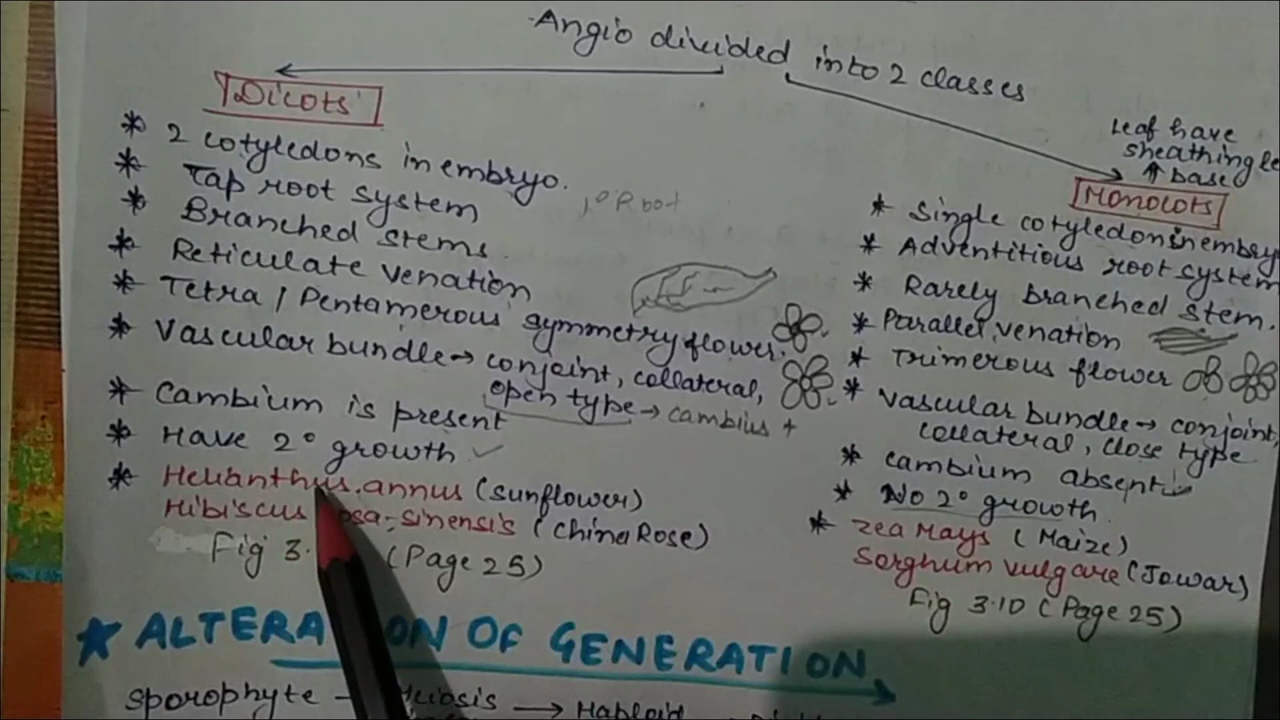 Angio divided into 2 classes
Dicots
* 2 cotyledons in embryo.
* Tap root system
1° Root
* Branched stems.
* Reticulate venation
* Tetra / Pentamerous symmetry flower.
* Vascular bundle → conjoint, collateral,
open type → cambium +
* Cambium is present
* Have 2° growth ✓
* Helianthus annus (sunflower)
Hibiscus rosa-sinensis (China Rose)
Fig 3. (Page 25)
Leaf have
sheathing le
↑ base
Monocots
* Single cotyledons in embry
* Adventitious root system
* Rarely branched stem.
* Parallel venation
* Trimerous flower
* Vascular bundle → conjoint,
collateral, close type
* Cambium absent
* No 2° growth.
* Zea Mays (Maize)
Sorghum vulgare (Jowar)
Fig 3.10 (Page 25)
★ ALTERA ON OF GENERATION
Sporophyte → Meiosis → Haploid